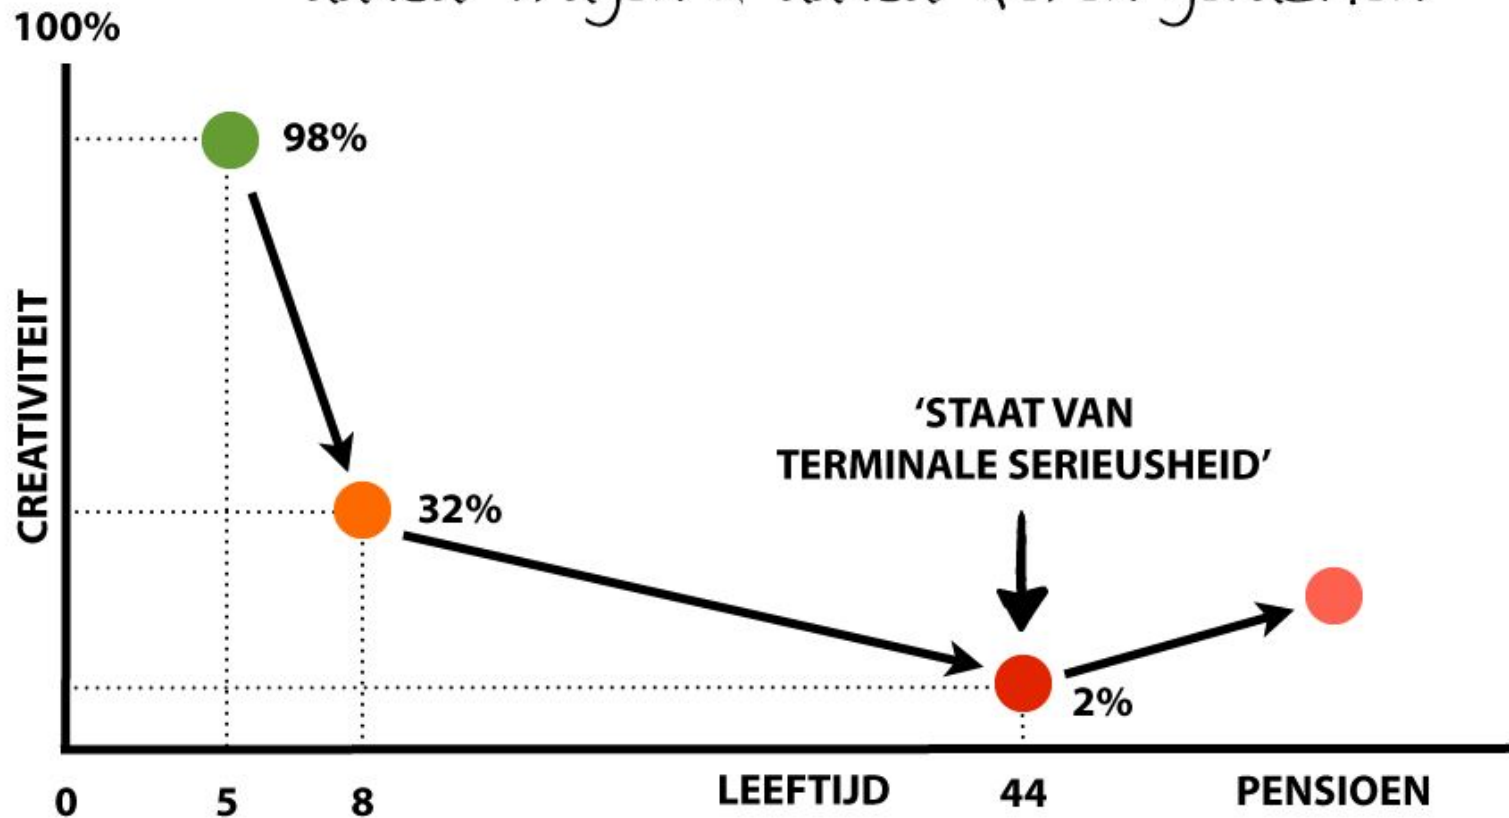 100%
98%
CREATIVITEIT
‘STAAT VAN
TERMINALE SERIEUSHEID’
32%
2%
0
5
8
LEEFTIJD
44
PENSIOEN